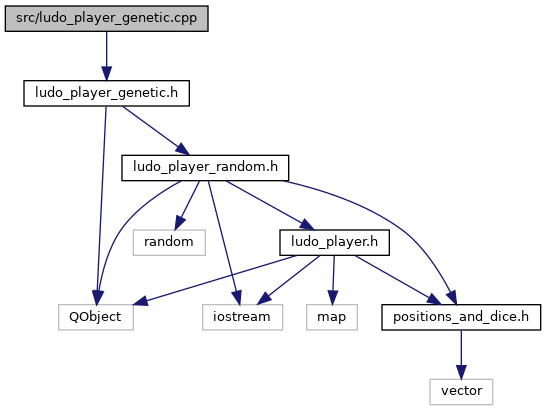 src/ludo_player_genetic.cpp
ludo_player_genetic.h
ludo_player_random.h
random
ludo_player.h
QObject
iostream
map
positions_and_dice.h
vector